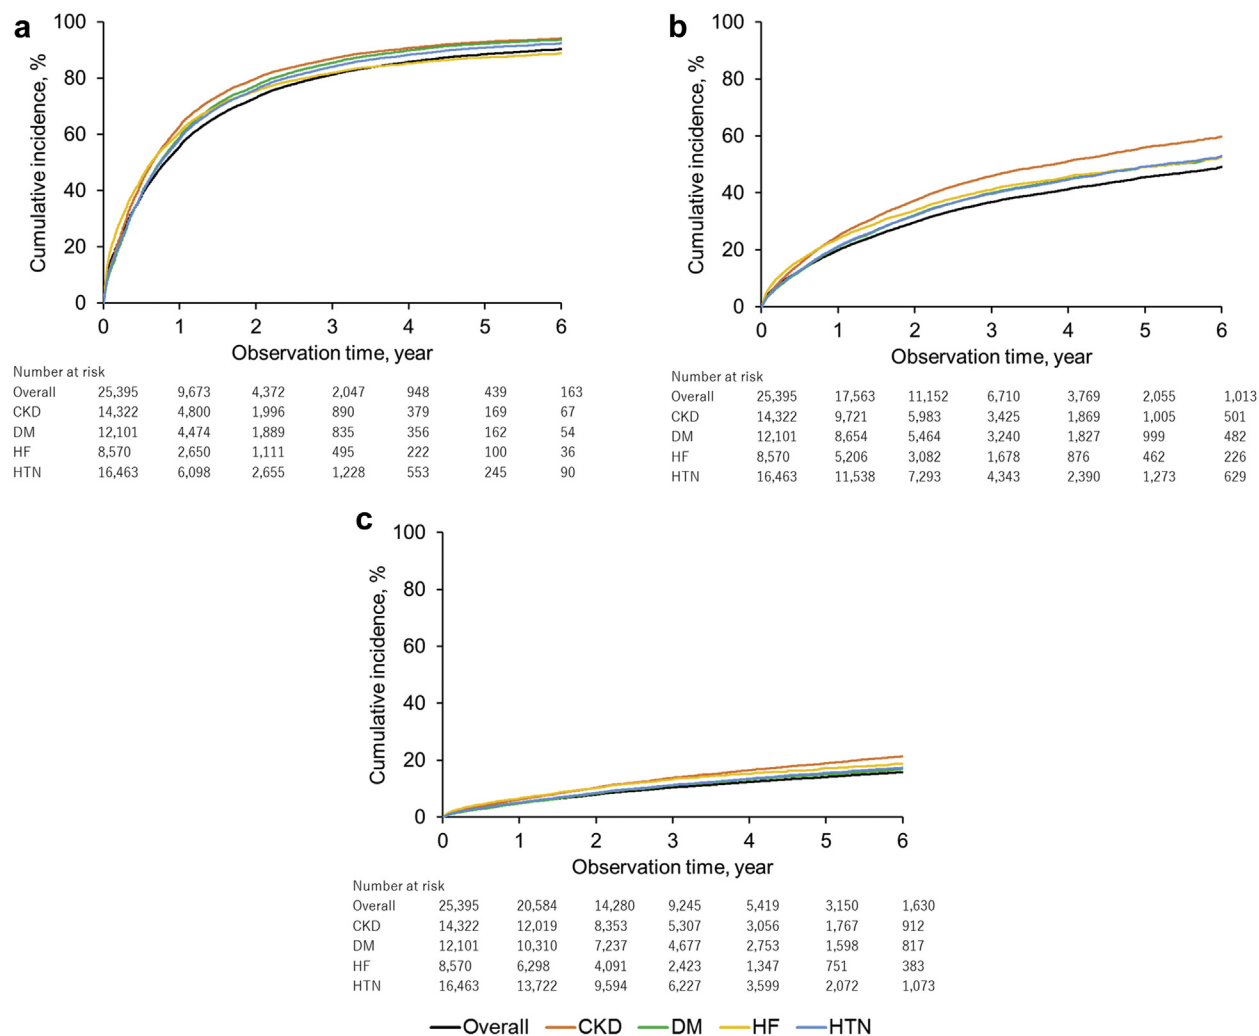 a
Cumulative incidence, %
100
80
60
40
20
0
0 1 2 3 4 5 6
Observation time, year
Number at risk
Overall 25,395 9,673 4,372 2,047 948 439 163
CKD 14,322 4,800 1,996 890 379 169 67
DM 12,101 4,474 1,889 835 356 162 54
HF 8,570 2,650 1,111 495 222 100 36
HTN 16,463 6,098 2,655 1,228 553 245 90
b
Cumulative incidence, %
100
80
60
40
20
0
0 1 2 3 4 5 6
Observation time, year
Number at risk
Overall 25,395 17,563 11,152 6,710 3,769 2,055 1,013
CKD 14,322 9,721 5,983 3,425 1,869 1,005 501
DM 12,101 8,654 5,464 3,240 1,827 999 482
HF 8,570 5,206 3,082 1,678 876 462 226
HTN 16,463 11,538 7,293 4,343 2,390 1,273 629
c
Cumulative incidence, %
100
80
60
40
20
0
0 1 2 3 4 5 6
Observation time, year
Number at risk
Overall 25,395 20,584 14,280 9,245 5,419 3,150 1,630
CKD 14,322 12,019 8,353 5,307 3,056 1,767 912
DM 12,101 10,310 7,237 4,677 2,753 1,598 817
HF 8,570 6,298 4,091 2,423 1,347 751 383
HTN 16,463 13,722 9,594 6,227 3,599 2,072 1,073
Overall CKD DM HF HTN